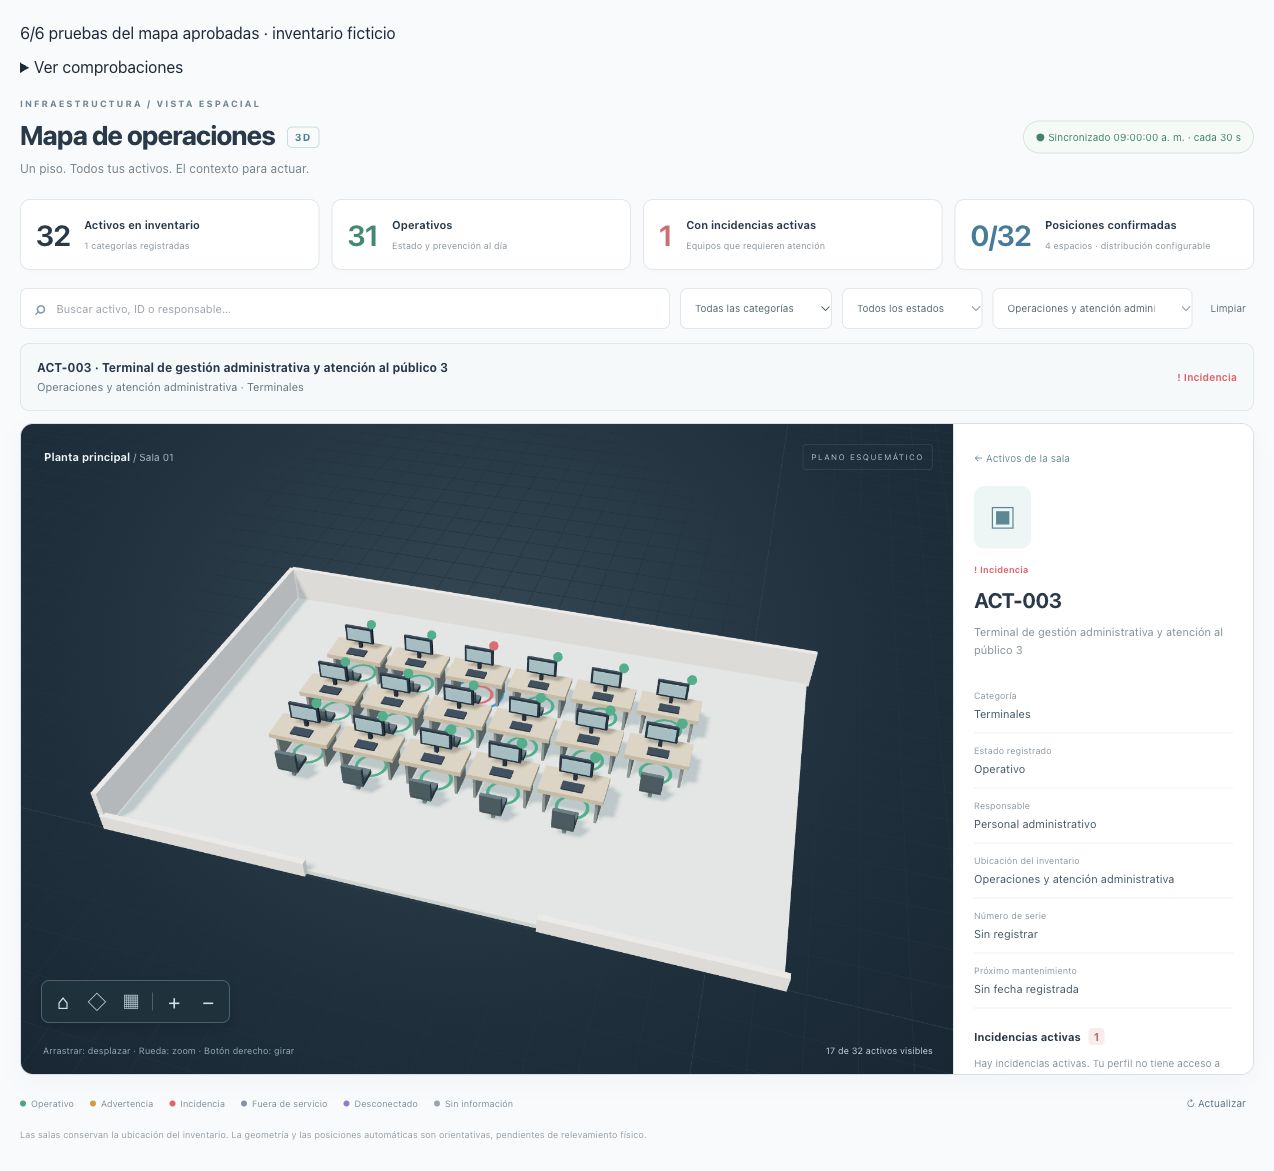 6/6 pruebas del mapa aprobadas · inventario ficticio
▶ Ver comprobaciones
INFRAESTRUCTURA / VISTA ESPACIAL
Mapa de operaciones 3D
● Sincronizado 09:00:00 a. m. · cada 30 s
Un piso. Todos tus activos. El contexto para actuar.
32 Activos en inventario
1 categorías registradas
31 Operativos
Estado y prevención al día
1 Con incidencias activas
Equipos que requieren atención
0/32 Posiciones confirmadas
4 espacios · distribución configurable
Buscar activo, ID o responsable...
Todas las categorías
Todos los estados
Operaciones y atención admini
Limpiar
ACT-003 · Terminal de gestión administrativa y atención al público 3
Operaciones y atención administrativa · Terminales
! Incidencia
Planta principal / Sala 01
PLANO ESQUEMÁTICO
Arrastrar: desplazar · Rueda: zoom · Botón derecho: girar
17 de 32 activos visibles
← Activos de la sala
! Incidencia
ACT-003
Terminal de gestión administrativa y atención al
público 3
Categoría
Terminales
Estado registrado
Operativo
Responsable
Personal administrativo
Ubicación del inventario
Operaciones y atención administrativa
Número de serie
Sin registrar
Próximo mantenimiento
Sin fecha registrada
Incidencias activas 1
Hay incidencias activas. Tu perfil no tiene acceso a
Operativo
Advertencia
Incidencia
Fuera de servicio
Desconectado
Sin información
↻ Actualizar
Las salas conservan la ubicación del inventario. La geometría y las posiciones automáticas son orientativas, pendientes de relevamiento físico.